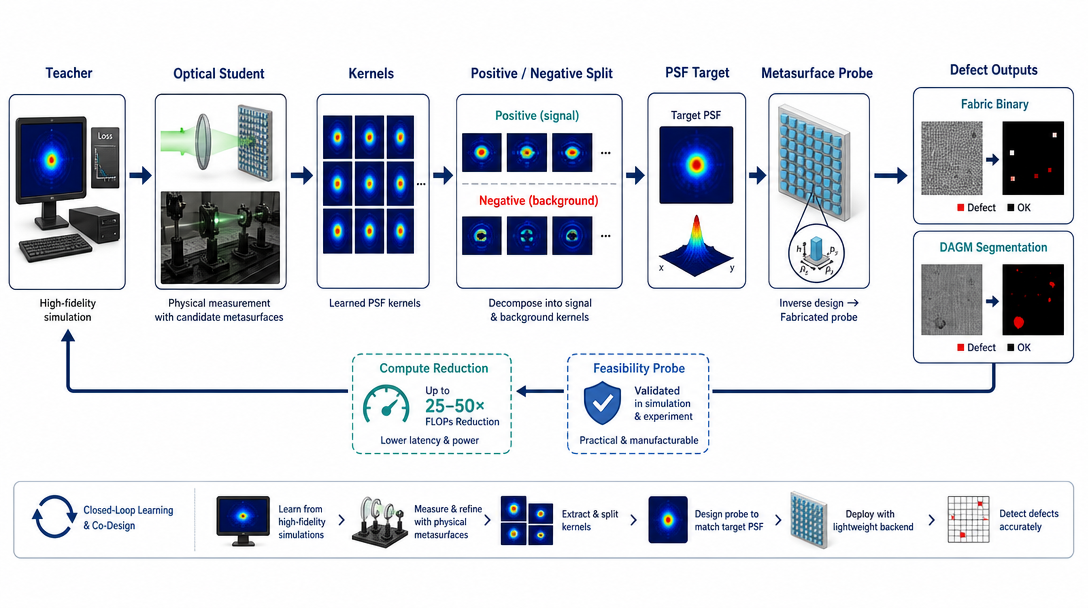 Teacher
Optical Student
Kernels
Positive / Negative Split
PSF Target
Metasurface Probe
Defect Outputs
Loss
Positive (signal)
...
Negative (background)
...
...
Target PSF
x
y
h
Fabric Binary
Defect
OK
DAGM Segmentation
Defect
OK
High-fidelity
simulation
Physical measurement
with candidate metasurfaces
Learned PSF kernels
Decompose into signal
& background kernels
Inverse design →
Fabricated probe
Compute Reduction
Up to
25–50×
FLOPs Reduction
Lower latency & power
Feasibility Probe
Validated
in simulation
& experiment
Practical & manufacturable
Closed-Loop Learning
& Co-Design
Learn from
high-fidelity
simulations
Measure & refine
with physical
metasurfaces
Extract & split
kernels
Design probe to
match target PSF
Deploy with
lightweight backend
Detect defects
accurately